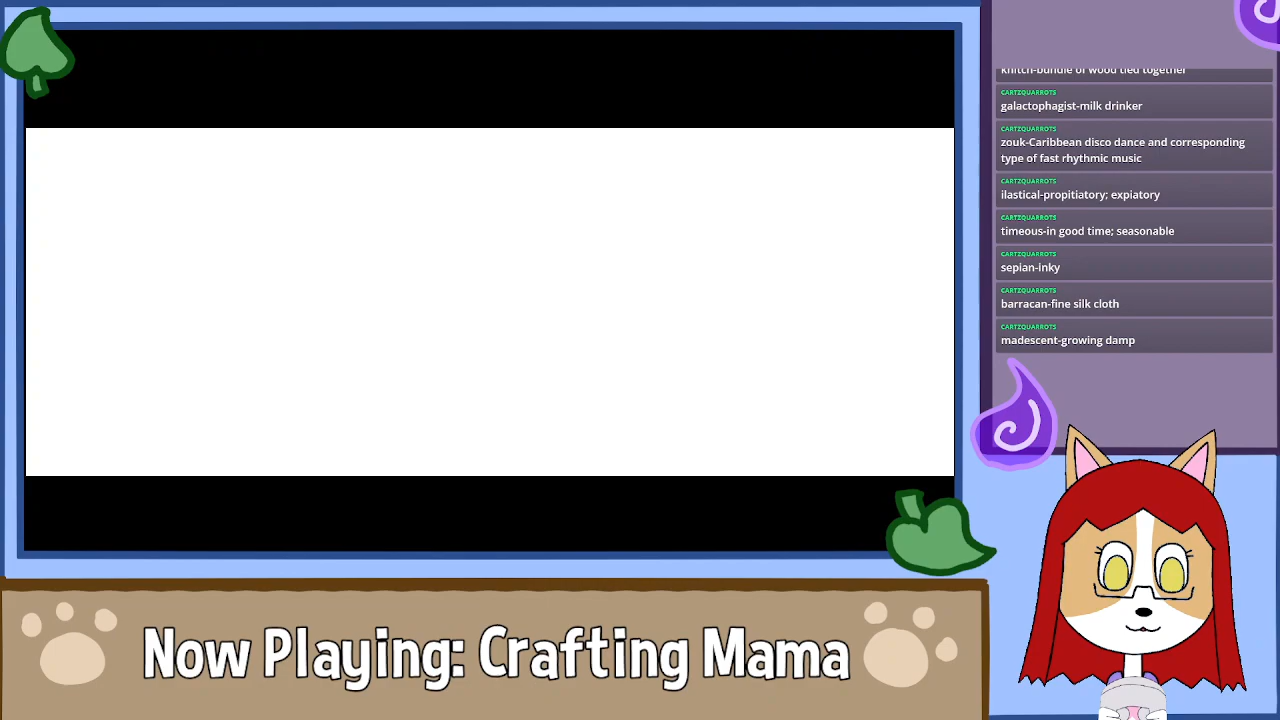 knitch-bundle of wood tied together
CARTZQUARROTS
galactophagist-milk drinker
CARTZQUARROTS
zouk-Caribbean disco dance and corresponding
type of fast rhythmic music
CARTZQUARROTS
ilastical-propitiatory; expiatory
CARTZQUARROTS
timeous-in good time; seasonable
CARTZQUARROTS
sepian-inky
CARTZQUARROTS
barracan-fine silk cloth
CARTZQUARROTS
madescent-growing damp
Now Playing: Crafting Mama